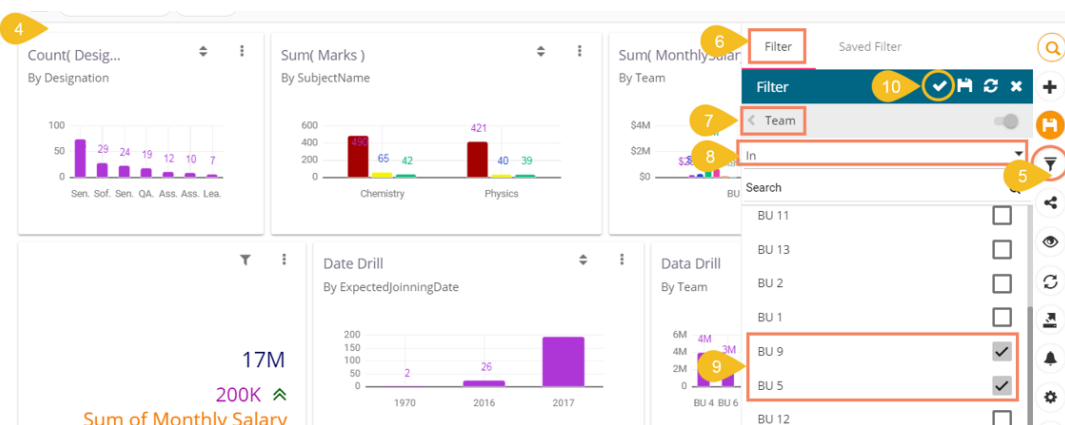 4
Count( Desig...
By Designation
100
50
0
29 24 19 12 10 7
Sen. Sof. Sen. QA. Ass. Ass. Lea.
Sum( Marks )
By SubjectName
600
400
200
0
490 65 42
421 40 39
Chemistry Physics
Sum( MonthlySalar
By Team
$4M
$2M
$0
BU
17M
200K
Sum of Monthly Salary
Date Drill
By ExpectedJoinningDate
200
150
100
50
0
2
26
1970 2016 2017
Data Drill
By Team
6M
4M
2M
0
4M
3M
BU 4 BU 6
6
Filter Saved Filter
Filter
10
7
Team
8
In
5
Search
BU 11
BU 13
BU 2
BU 1
9
BU 9
BU 5
BU 12